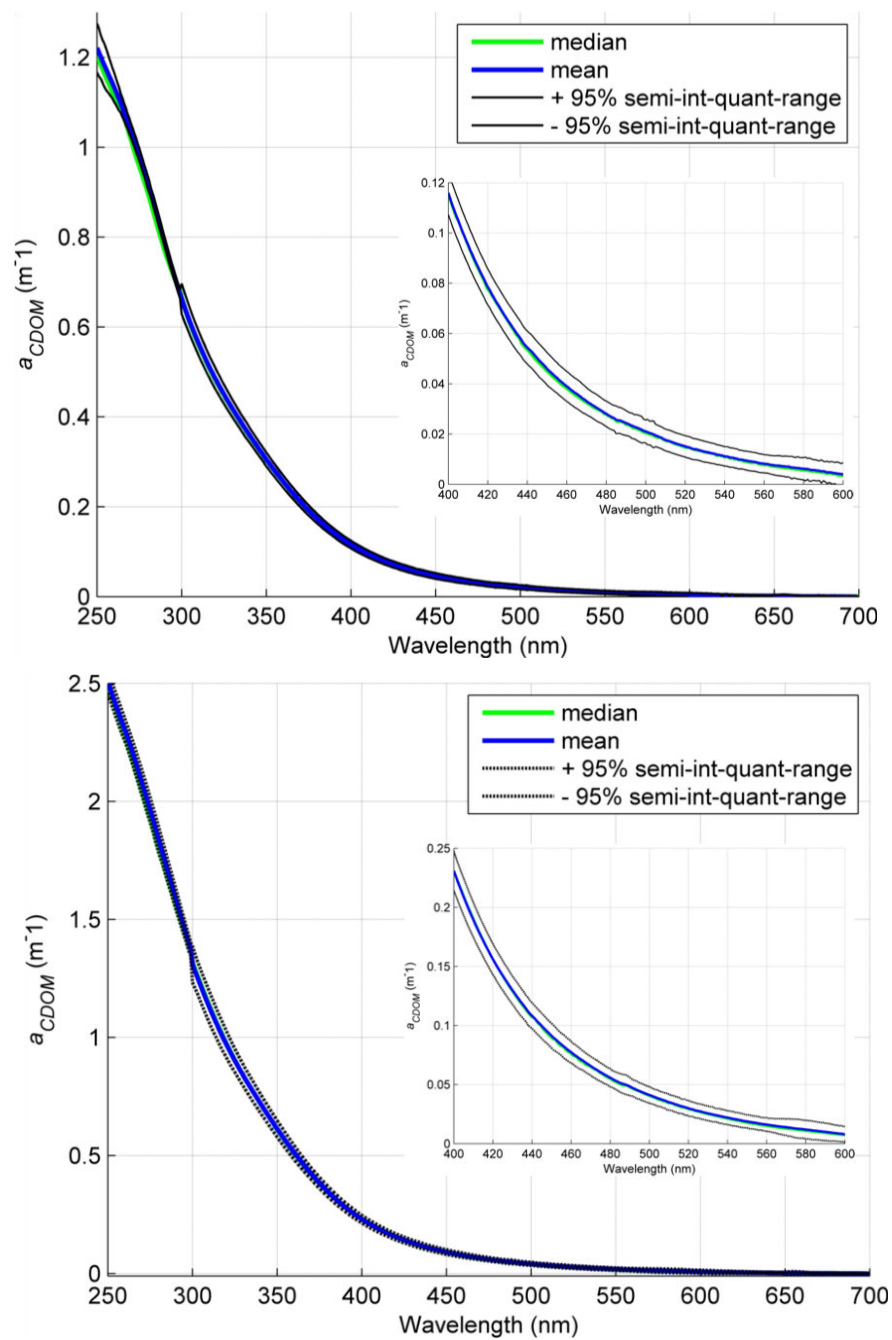 median
mean
+ 95% semi-int-quant-range
- 95% semi-int-quant-range
1.2
1
0.8
0.6
0.4
0.2
0
a_CDOM (m^-1)
250 300 350 400 450 500 550 600 650 700
Wavelength (nm)
0.12
0.1
0.08
0.06
0.04
0.02
0
a_CDOM (m^-1)
400 420 440 460 480 500 520 540 560 580 600
Wavelength (nm)
median
mean
+ 95% semi-int-quant-range
- 95% semi-int-quant-range
2.5
2
1.5
1
0.5
0
a_CDOM (m^-1)
250 300 350 400 450 500 550 600 650 700
Wavelength (nm)
0.25
0.2
0.15
0.1
0.05
0
a_CDOM (m^-1)
400 420 440 460 480 500 520 540 560 580 600
Wavelength (nm)